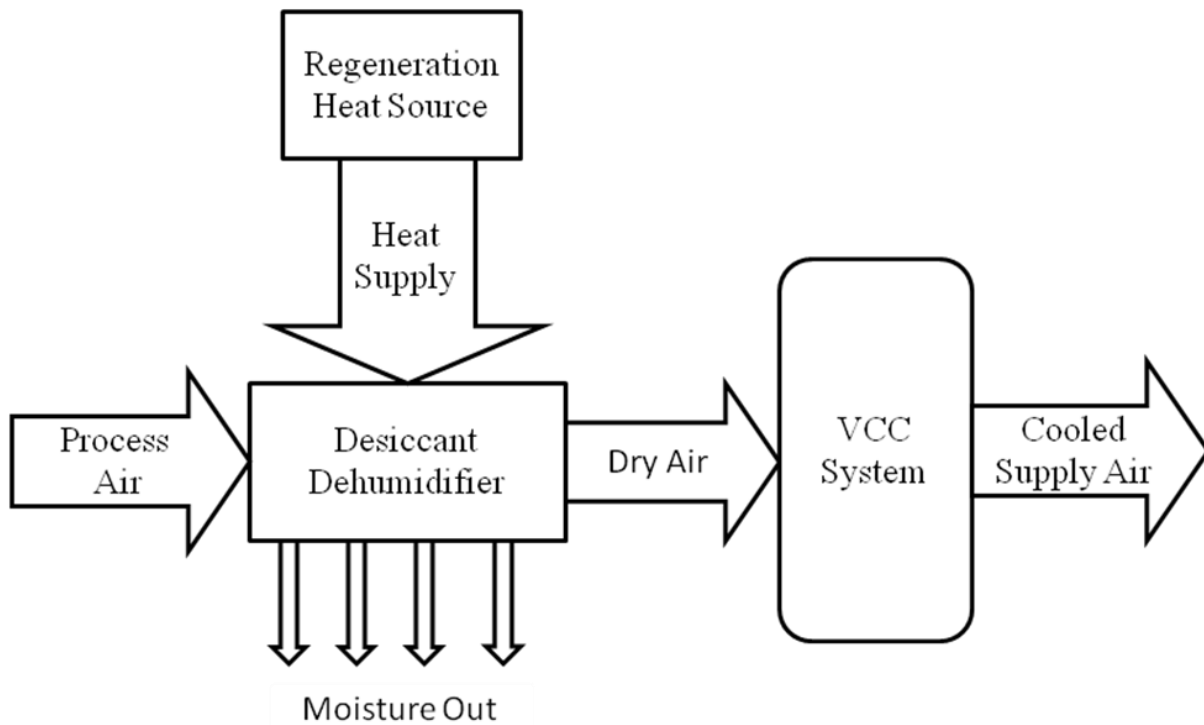 Regeneration
Heat Source
Heat
Supply
Process
Air
Desiccant
Dehumidifier
Dry Air
VCC
System
Cooled
Supply Air
Moisture Out